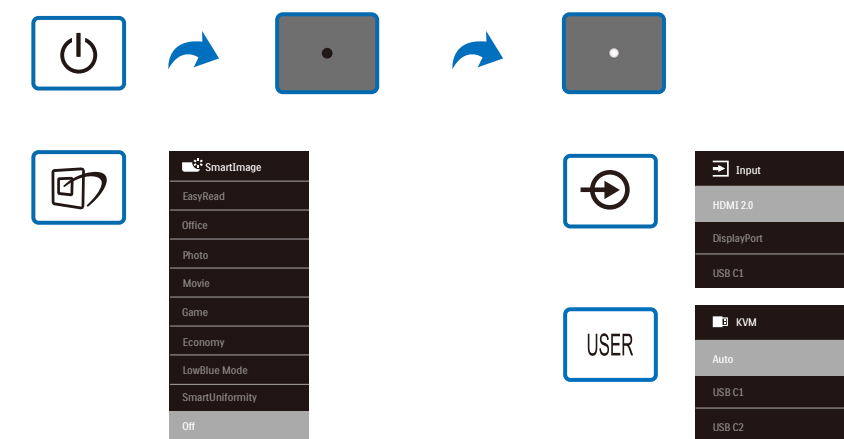 SmartImage
EasyRead
Office
Photo
Movie
Game
Economy
LowBlue Mode
SmartUniformity
Off
Input
HDMI 2.0
DisplayPort
USB C1
USER
KVM
Auto
USB C1
USB C2